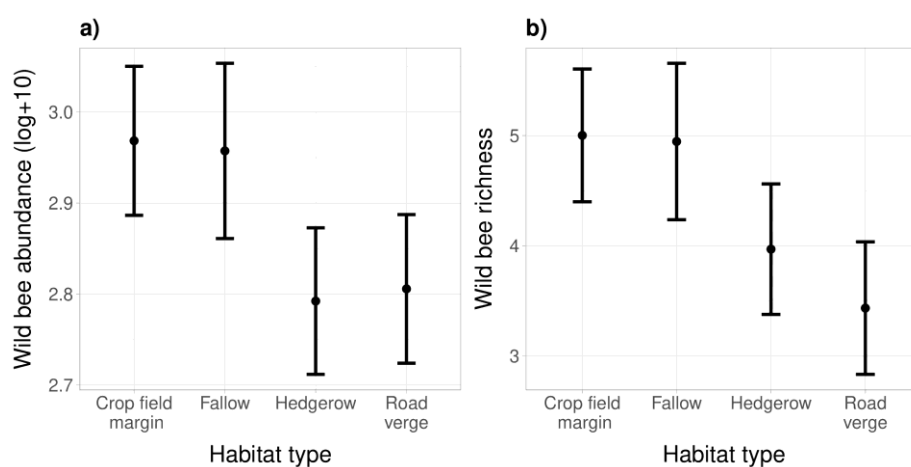 a)
Wild bee abundance (log+10)
3.0
2.9
2.8
2.7
Crop field
margin
Fallow
Hedgerow
Road
verge
Habitat type
b)
Wild bee richness
5
4
3
Crop field
margin
Fallow
Hedgerow
Road
verge
Habitat type